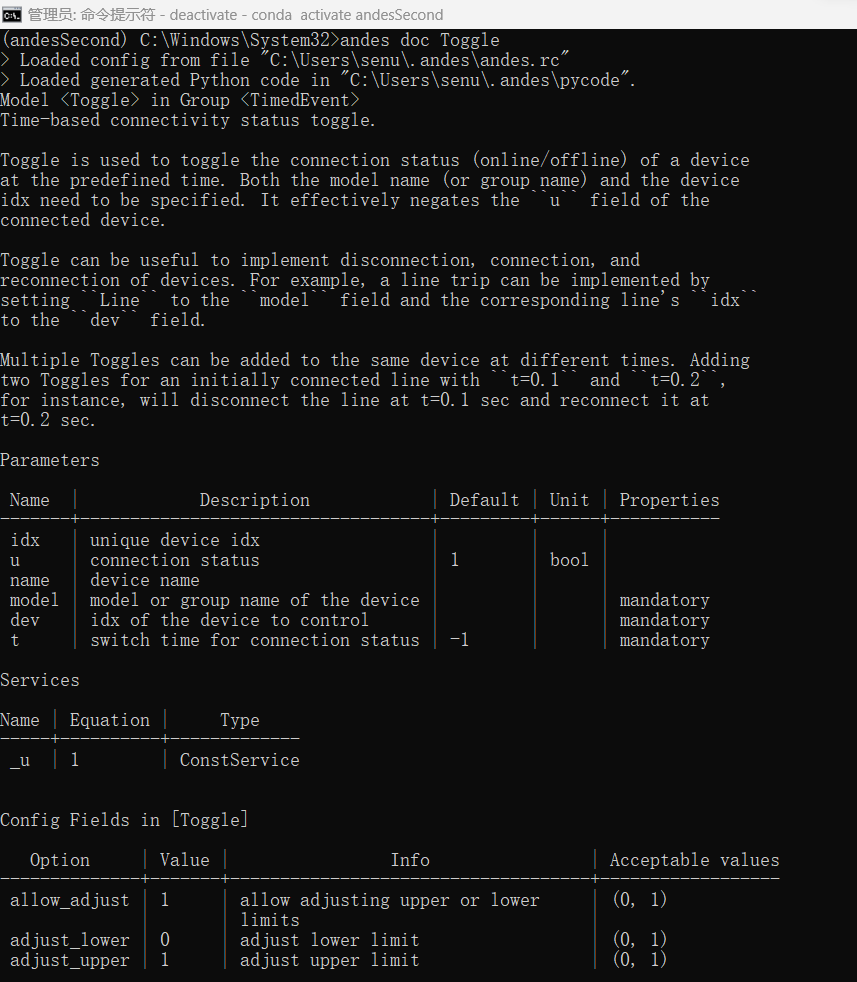 管理员: 命令提示符 - deactivate - conda  activate andesSecond
(andesSecond) C:\Windows\System32>andes doc Toggle
> Loaded config from file "C:\Users\senu\.andes\andes.rc"
> Loaded generated Python code in "C:\Users\senu\.andes\pycode".
Model <Toggle> in Group <TimedEvent>
Time-based connectivity status toggle.
Toggle is used to toggle the connection status (online/offline) of a device
at the predefined time. Both the model name (or group name) and the device
idx need to be specified. It effectively negates the ``u`` field of the
connected device.
Toggle can be useful to implement disconnection, connection, and
reconnection of devices. For example, a line trip can be implemented by
setting ``Line`` to the ``model`` field and the corresponding line's ``idx``
to the ``dev`` field.
Multiple Toggles can be added to the same device at different times. Adding
two Toggles for an initially connected line with ``t=0.1`` and ``t=0.2``,
for instance, will disconnect the line at t=0.1 sec and reconnect it at
t=0.2 sec.
Parameters
Name | Description | Default | Unit | Properties
idx | unique device idx | | |
u | connection status | 1 | bool |
name | device name | | |
model | model or group name of the device | | | mandatory
dev | idx of the device to control | | | mandatory
t | switch time for connection status | -1 | | mandatory
Services
Name | Equation | Type
_u | 1 | ConstService
Config Fields in [Toggle]
Option | Value | Info | Acceptable values
allow_adjust | 1 | allow adjusting upper or lower | (0, 1)
limits
adjust_lower | 0 | adjust lower limit | (0, 1)
adjust_upper | 1 | adjust upper limit | (0, 1)